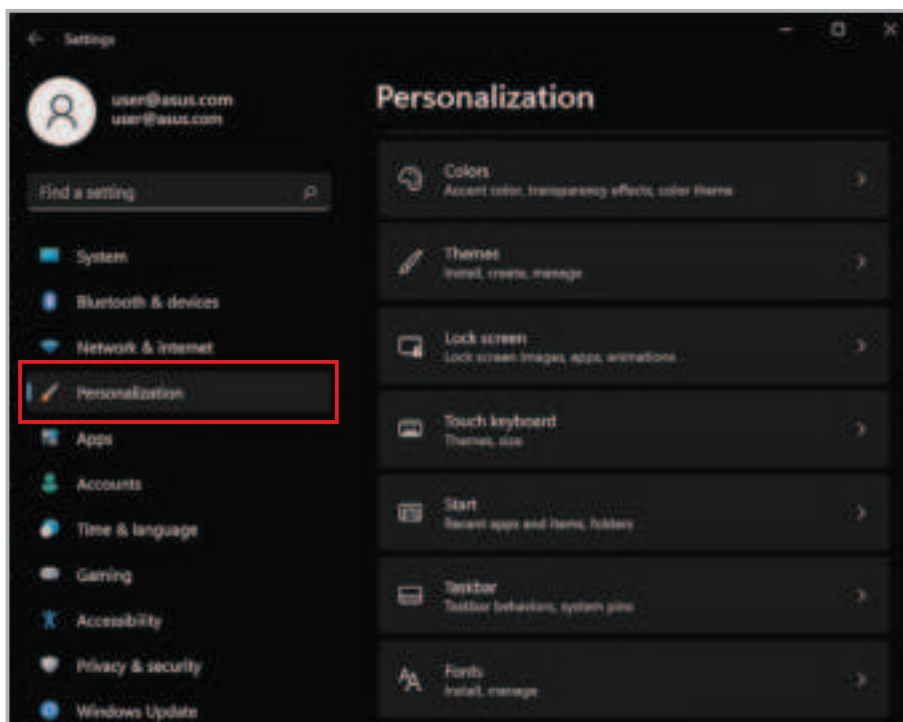 Settings
user@asus.com
user@asus.com
Find a setting
System
Bluetooth & devices
Network & internet
Personalization
Apps
Accounts
Time & language
Gaming
Accessibility
Privacy & security
Windows Update
Personalization
Colors
Accent color, transparency effects, color theme
Themes
Install, create, manage
Lock screen
Lock screen images, apps, animations
Touch keyboard
Themes, size
Start
Recent apps and items, folders
Taskbar
Taskbar behaviors, system pins
Fonts
Install, manage